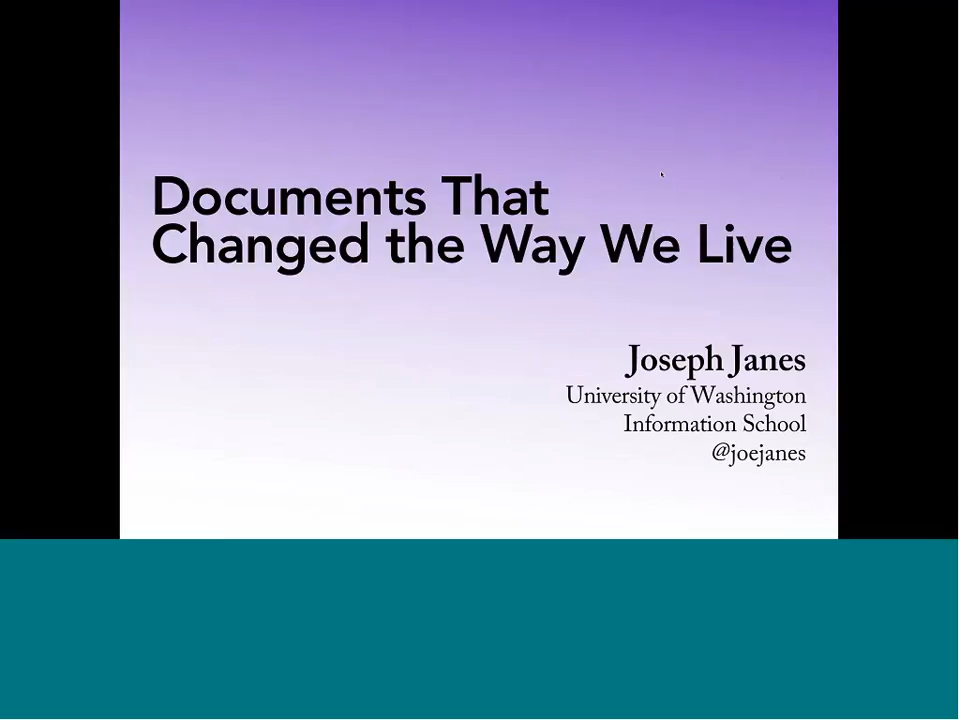 Documents That
Changed the Way We Live
Joseph Janes
University of Washington
Information School
@joejanes